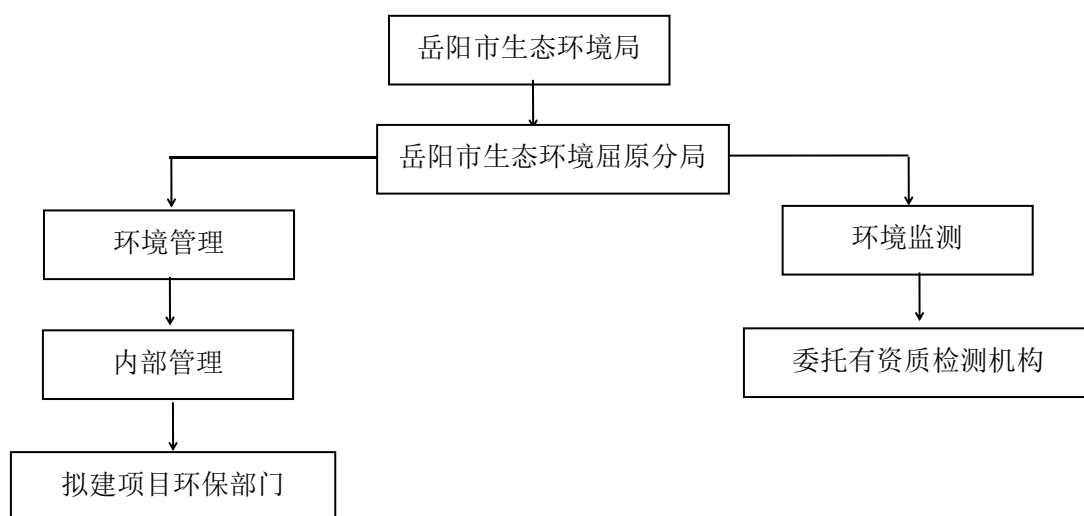 岳阳市生态环境局
岳阳市生态环境屈原分局
环境管理
环境监测
内部管理
委托有资质检测机构
拟建项目环保部门